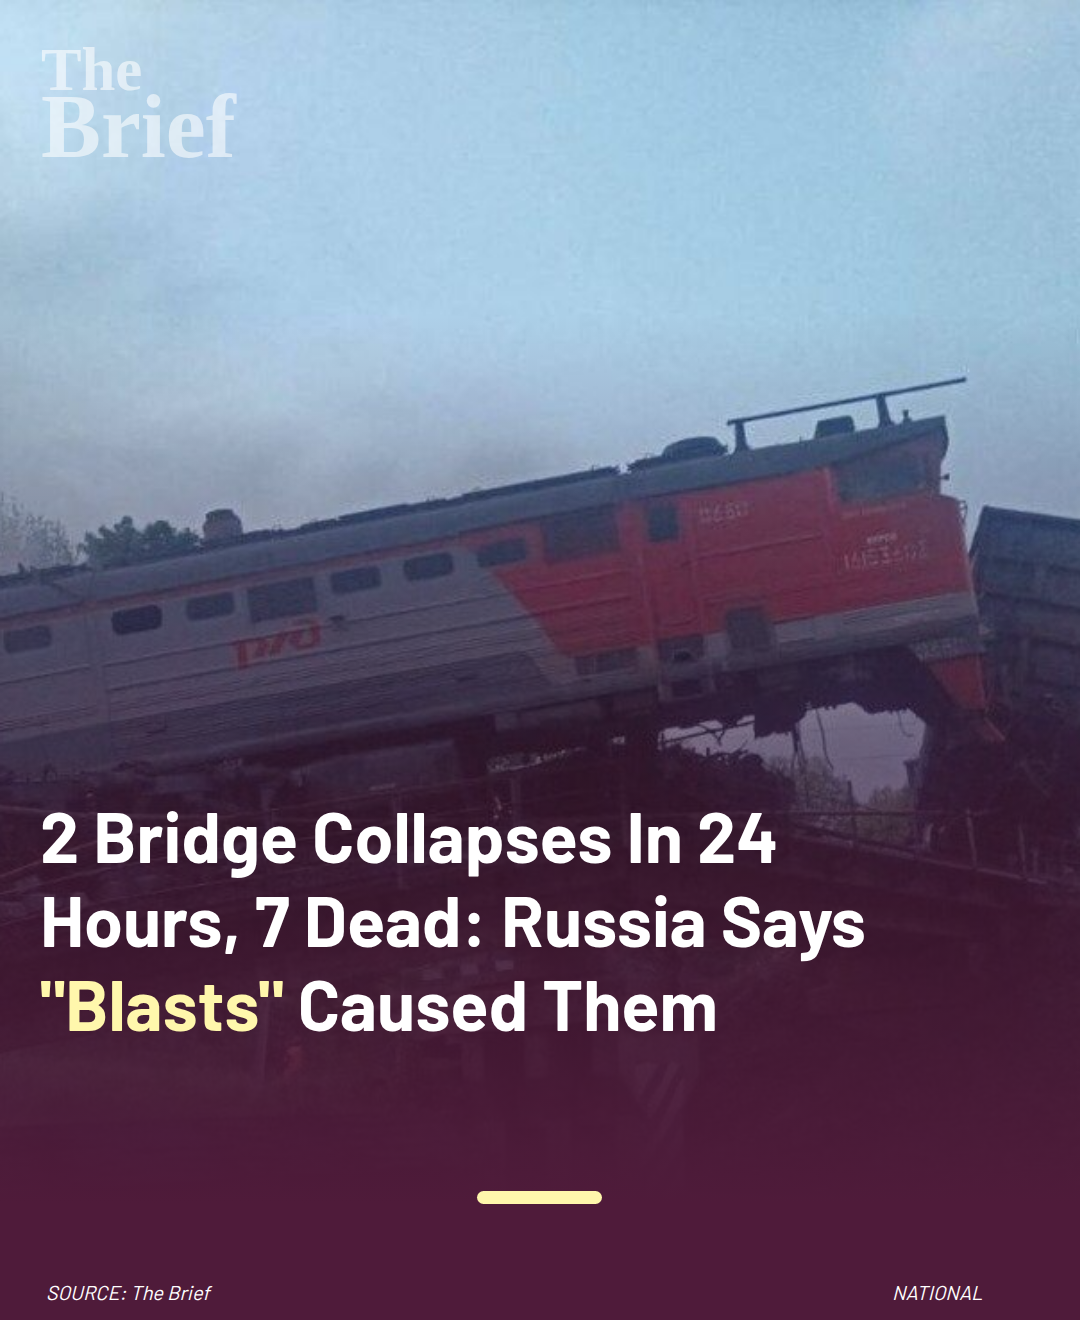 The
Brief
РЖД
2 Bridge Collapses In 24
Hours, 7 Dead: Russia Says
"Blasts" Caused Them
SOURCE: The Brief
NATIONAL